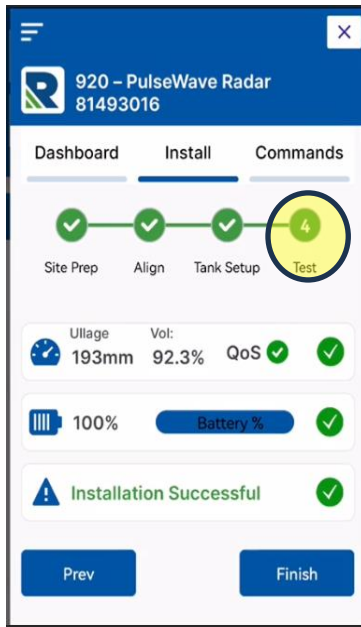 920 – PulseWave Radar
81493016
Dashboard Install Commands
4
Site Prep Align Tank Setup Test
Ullage Vol:
193mm 92.3% QoS
100% Battery %
Installation Successful
Prev Finish